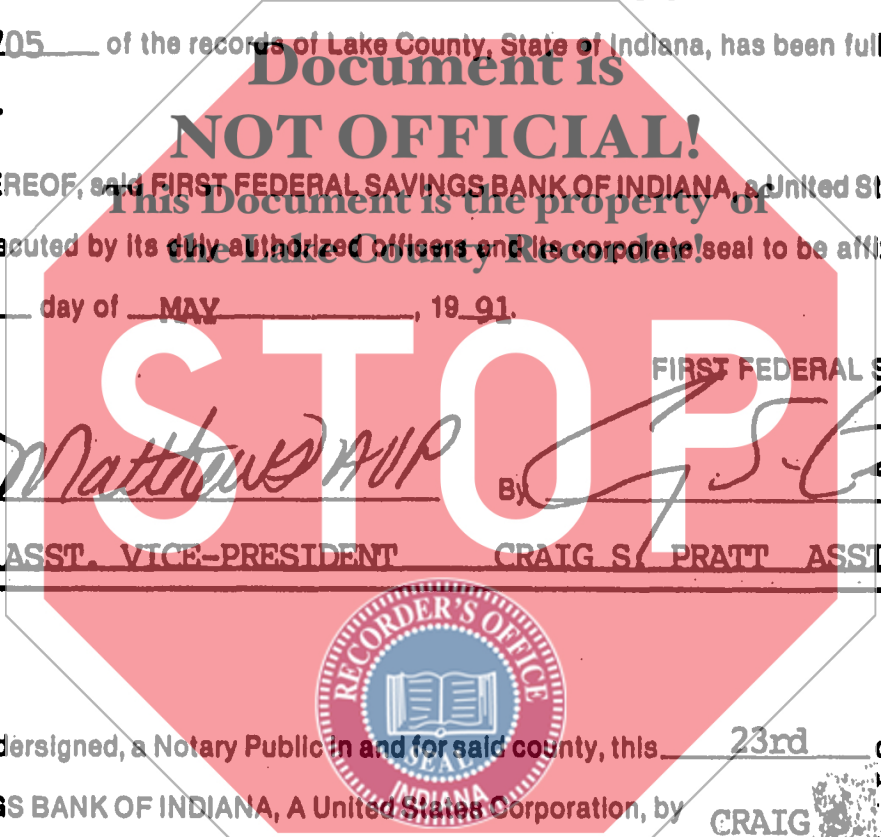 205 of the records of Lake County, State of Indiana, has been full
Document is
NOT OFFICIAL!
EREOF, said FIRST FEDERAL SAVINGS BANK OF INDIANA, a United St
This Document is the property of
ecuted by its duly authorized officers and its corporate seal to be affi
the Lake County Recorder!
day of MAY, 19 91.
STOP
FIRST FEDERAL S
Matthews AVP By
ASST. VICE-PRESIDENT CRAIG S. PRATT ASST
RECORDER'S OFFICE
SEAL
INDIANA
dersigned, a Notary Public in and for said county, this 23rd
GS BANK OF INDIANA, A United States Corporation, by CRAIG